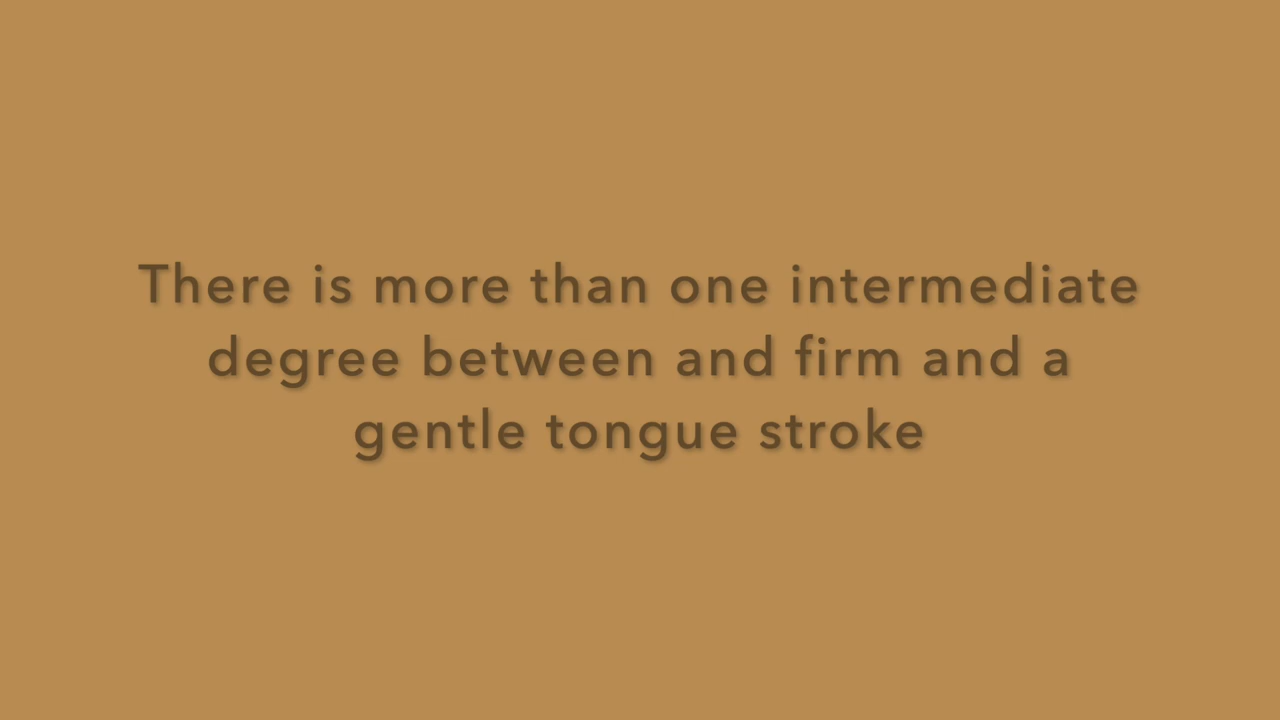 There is more than one intermediate
degree between and firm and a
gentle tongue stroke